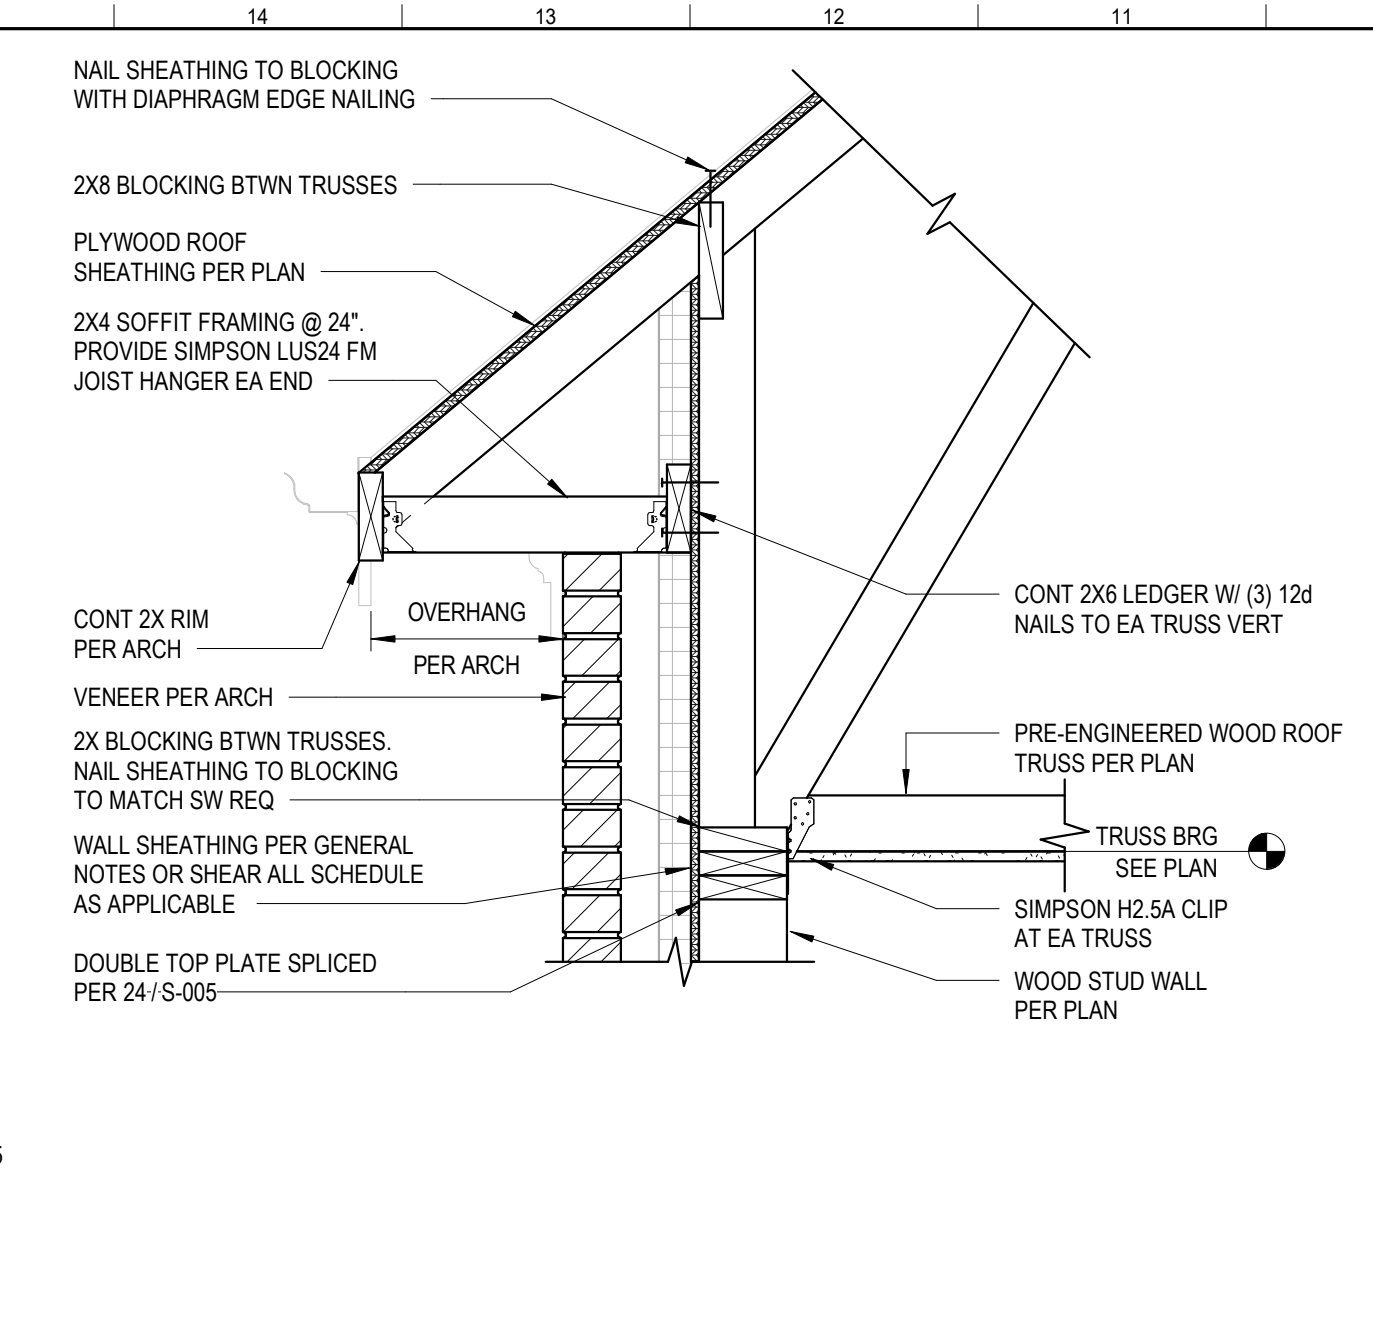 14 13 12 11
NAIL SHEATHING TO BLOCKING
WITH DIAPHRAGM EDGE NAILING
2X8 BLOCKING BTWN TRUSSES
PLYWOOD ROOF
SHEATHING PER PLAN
2X4 SOFFIT FRAMING @ 24".
PROVIDE SIMPSON LUS24 FM
JOIST HANGER EA END
CONT 2X RIM
PER ARCH
OVERHANG
PER ARCH
VENEER PER ARCH
2X BLOCKING BTWN TRUSSES.
NAIL SHEATHING TO BLOCKING
TO MATCH SW REQ
WALL SHEATHING PER GENERAL
NOTES OR SHEAR ALL SCHEDULE
AS APPLICABLE
DOUBLE TOP PLATE SPLICED
PER 24 / S-005
CONT 2X6 LEDGER W/ (3) 12d
NAILS TO EA TRUSS VERT
PRE-ENGINEERED WOOD ROOF
TRUSS PER PLAN
TRUSS BRG
SEE PLAN
SIMPSON H2.5A CLIP
AT EA TRUSS
WOOD STUD WALL
PER PLAN